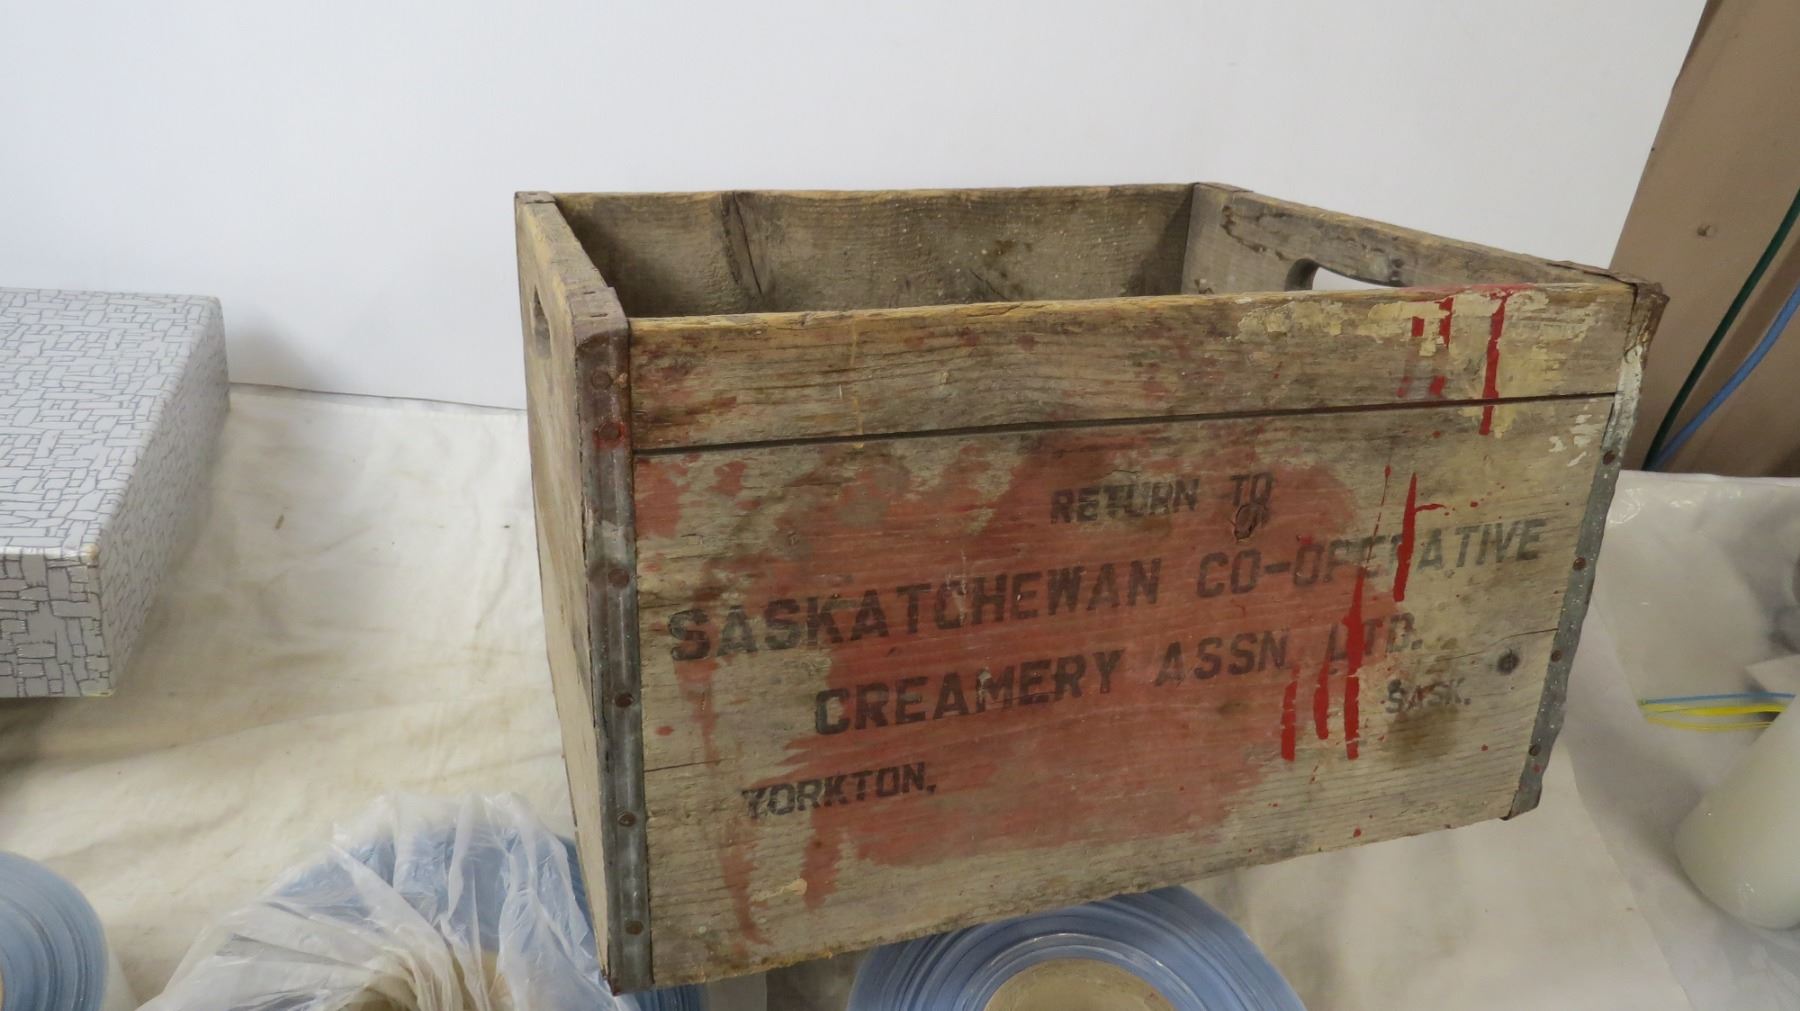 RETURN TO
SASKATCHEWAN CO-OPERATIVE
CREAMERY ASSN. LTD.
YORKTON, SASK.